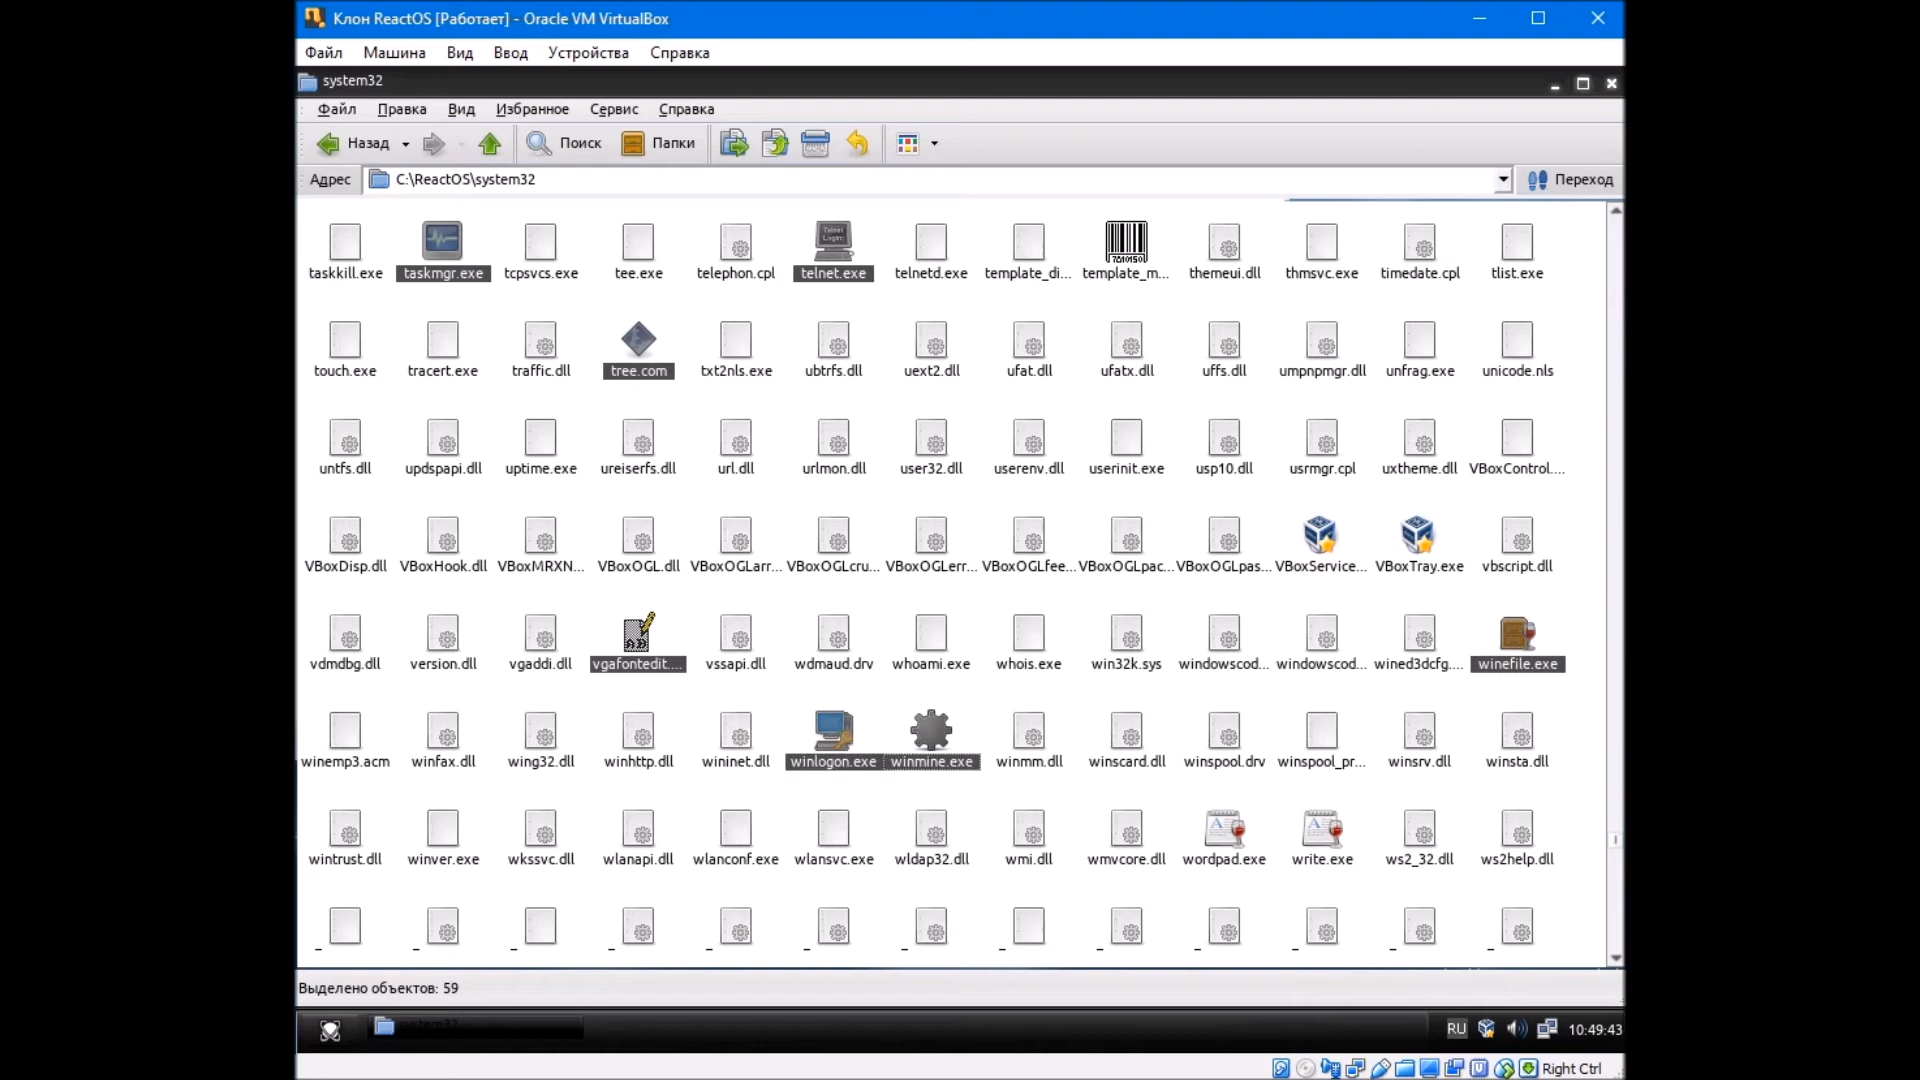 Клон ReactOS [Работает] - Oracle VM VirtualBox
Файл Машина Вид Ввод Устройства Справка
system32
Файл Правка Вид Избранное Сервис Справка
Назад Поиск Папки
Адрес C:\ReactOS\system32 Переход
taskkill.exe taskmgr.exe tcpsvcs.exe tee.exe telephon.cpl telnet.exe telnetd.exe template_di... template_m... themeui.dll thmsvc.exe timedate.cpl tlist.exe
touch.exe tracert.exe traffic.dll tree.com txt2nls.exe ubtrfs.dll uext2.dll ufat.dll ufatx.dll uffs.dll umpnpmgr.dll unfrag.exe unicode.nls
untfs.dll updspapi.dll uptime.exe ureiserfs.dll url.dll urlmon.dll user32.dll userenv.dll userinit.exe usp10.dll usrmgr.cpl uxtheme.dll VBoxControl....
VBoxDisp.dll VBoxHook.dll VBoxMRXN... VBoxOGL.dll VBoxOGLarr... VBoxOGLcru... VBoxOGLerr... VBoxOGLfee... VBoxOGLpac... VBoxOGLpas... VBoxService... VBoxTray.exe vbscript.dll
vdmdbg.dll version.dll vgaddi.dll vgafontedit.... vssapi.dll wdmaud.drv whoami.exe whois.exe win32k.sys windowscod... windowscod... wined3dcfg.... winefile.exe
winemp3.acm winfax.dll wing32.dll winhttp.dll wininet.dll winlogon.exe winmine.exe winmm.dll winscard.dll winspool.drv winspool_pr... winsrv.dll winsta.dll
wintrust.dll winver.exe wkssvc.dll wlanapi.dll wlanconf.exe wlansvc.exe wldap32.dll wmi.dll wmvcore.dll wordpad.exe write.exe ws2_32.dll ws2help.dll
Выделено объектов: 59
RU 10:49:43
Right Ctrl